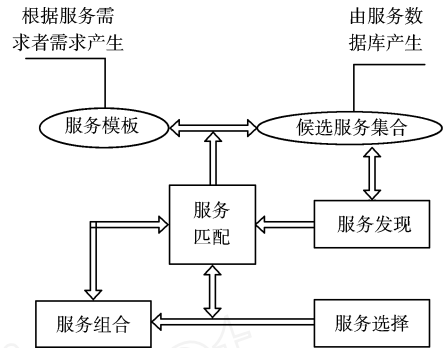 根据服务需
求者需求产生
由服务数
据库产生
服务模板
候选服务集合
服务
匹配
服务发现
服务组合
服务选择